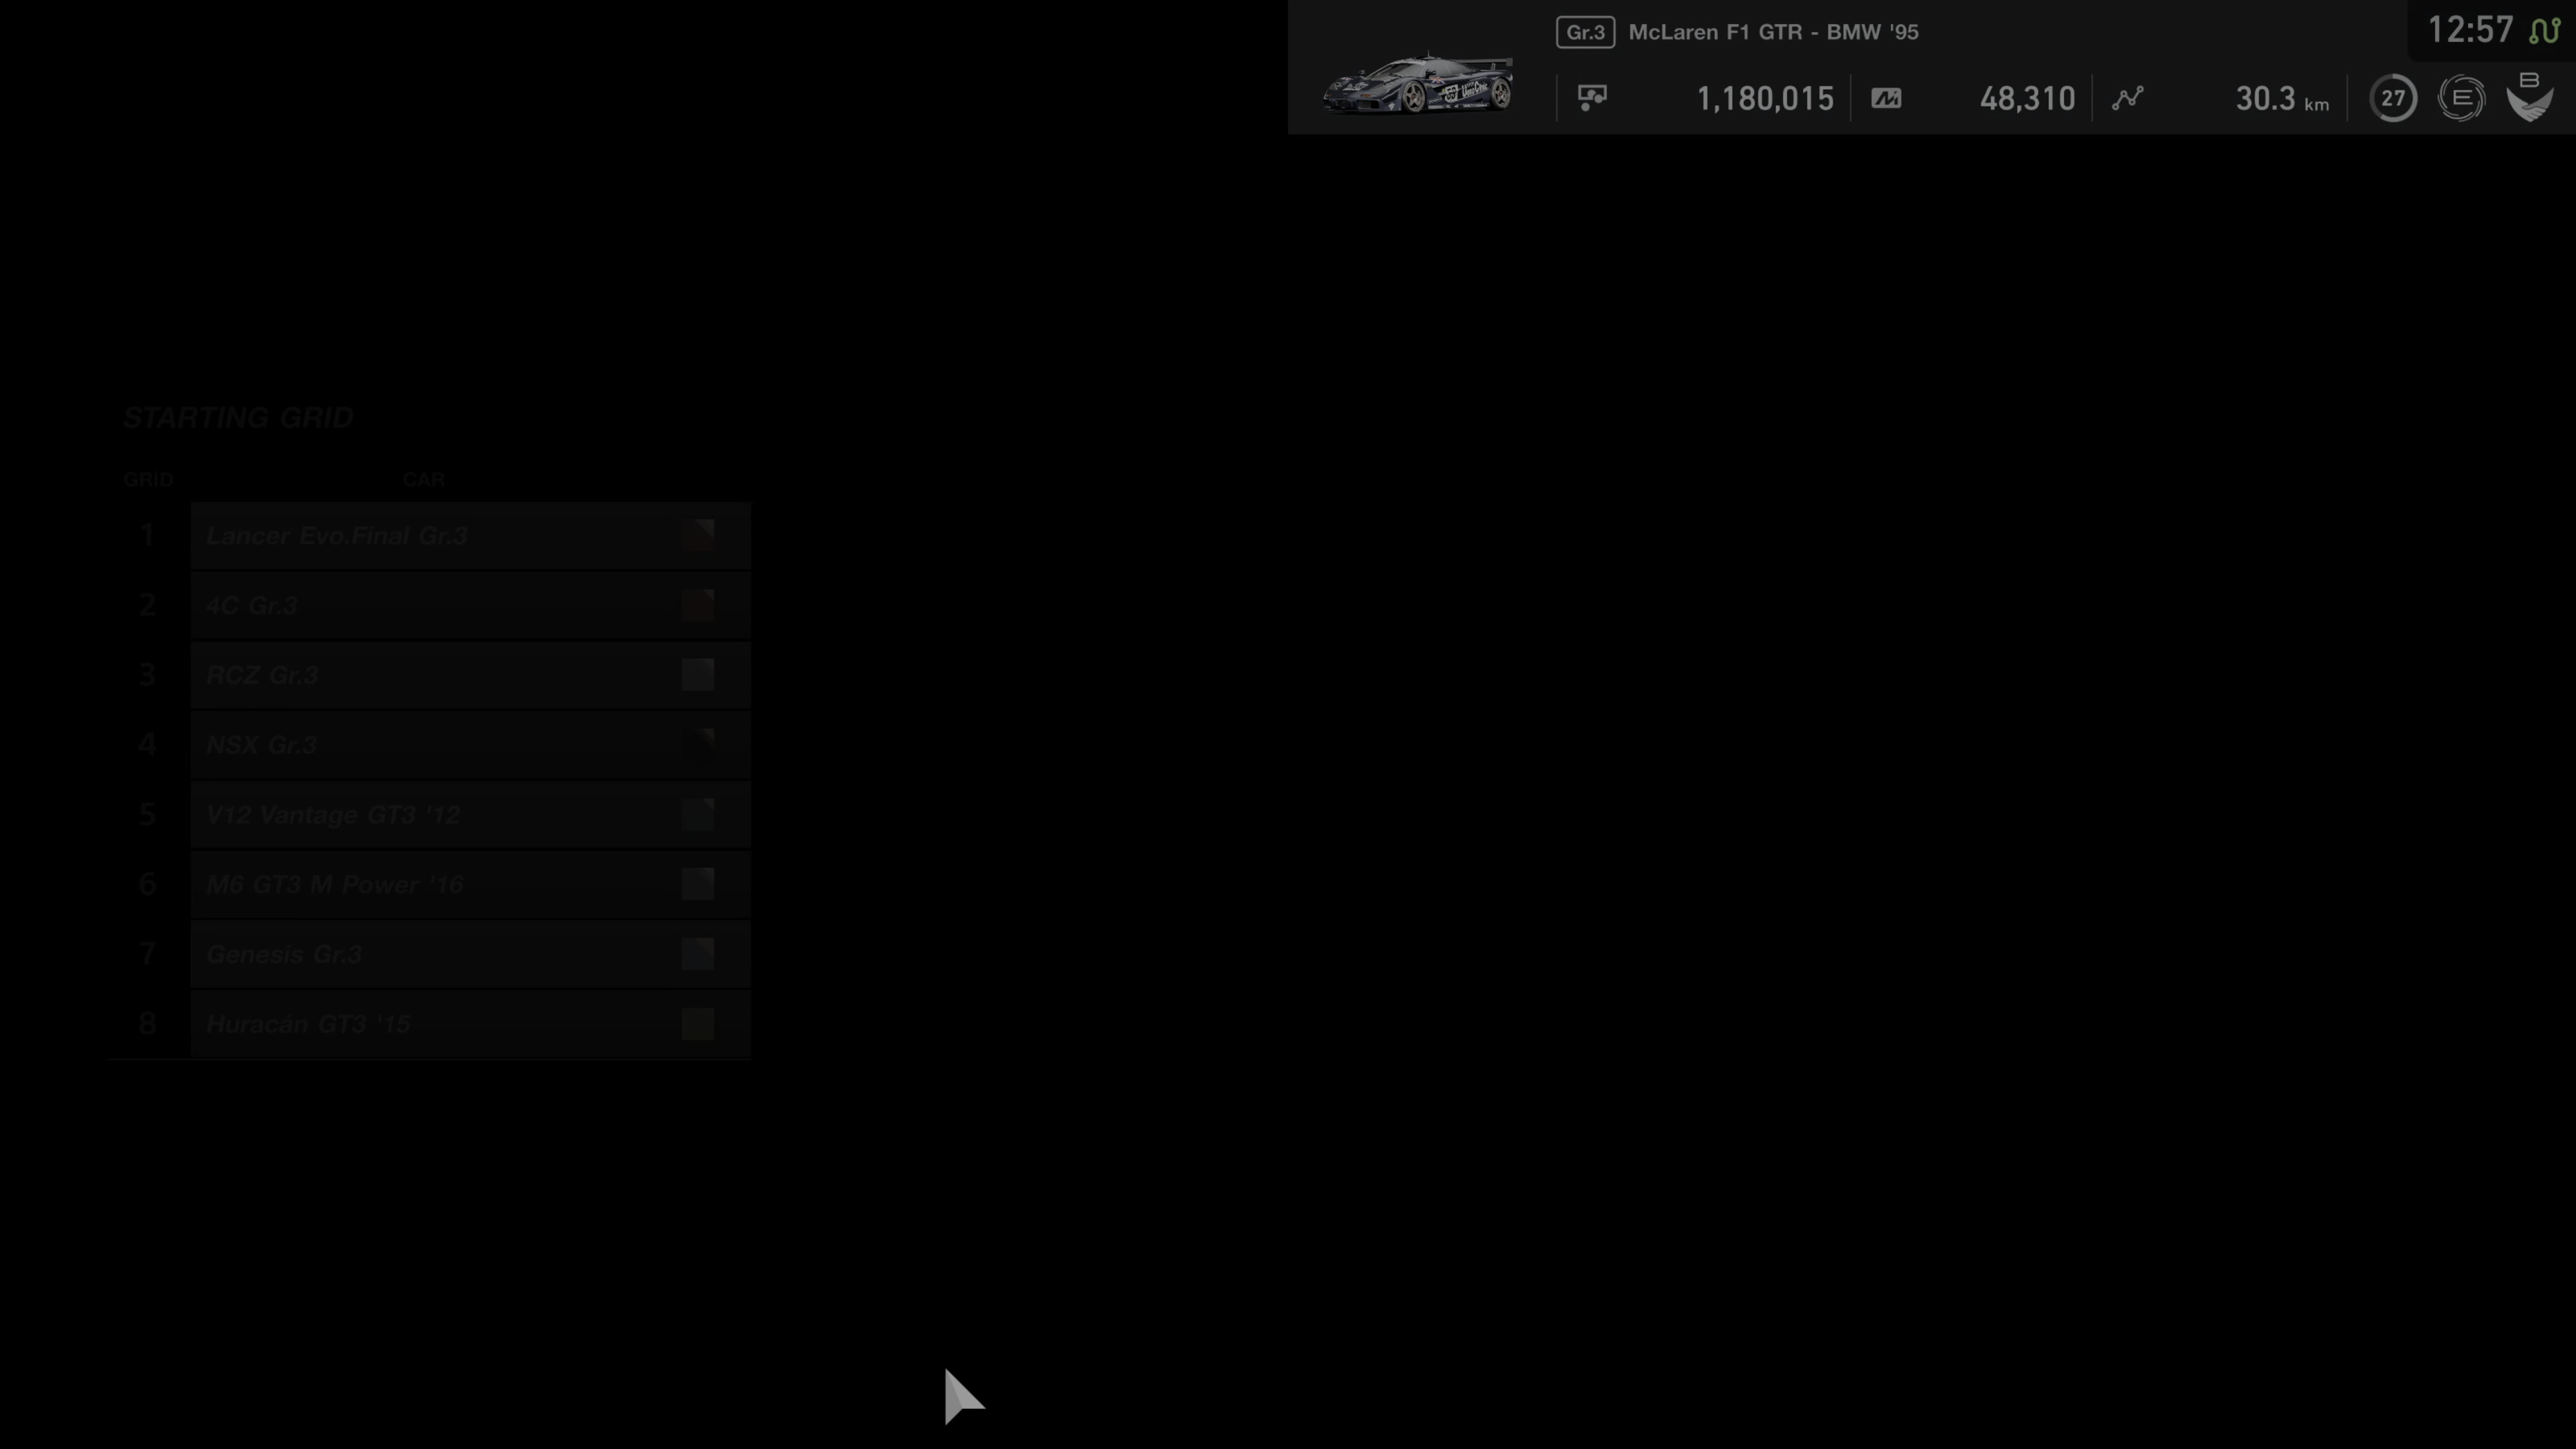 Gr.3 McLaren F1 GTR - BMW '95
12:57
1,180,015
48,310
30.3 km
27
E
B
STARTING GRID
GRID CAR
1 Lancer Evo.Final Gr.3
2 4C Gr.3
3 RCZ Gr.3
4 NSX Gr.3
5 V12 Vantage GT3 '12
6 M6 GT3 M Power '16
7 Genesis Gr.3
8 Huracán GT3 '15